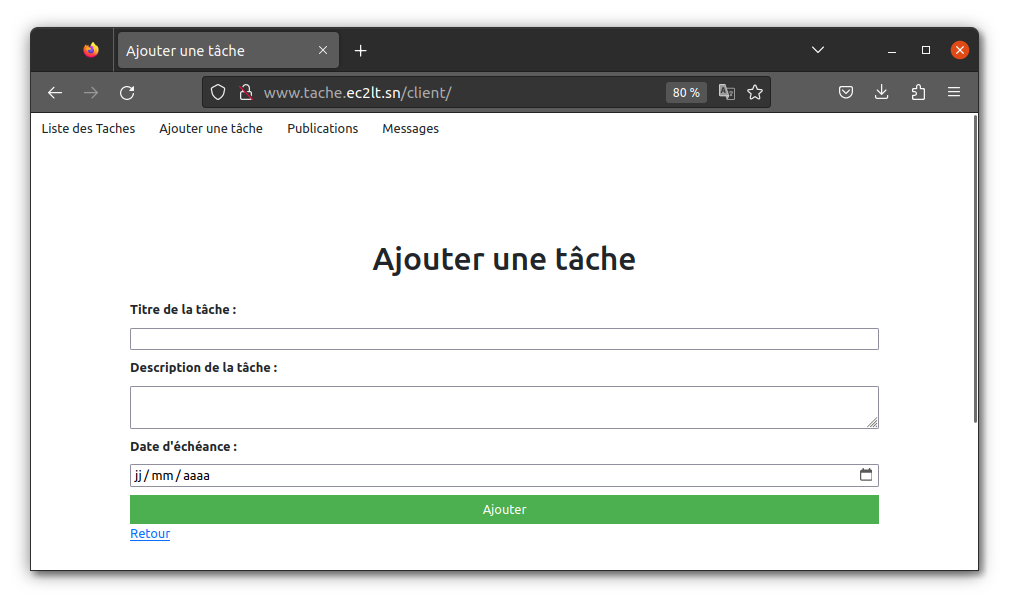 Ajouter une tâche
www.tache.ec2lt.sn/client/
80 %
Liste des Taches Ajouter une tâche Publications Messages
Ajouter une tâche
Titre de la tâche :
Description de la tâche :
Date d'échéance :
jj / mm / aaaa
Ajouter
Retour